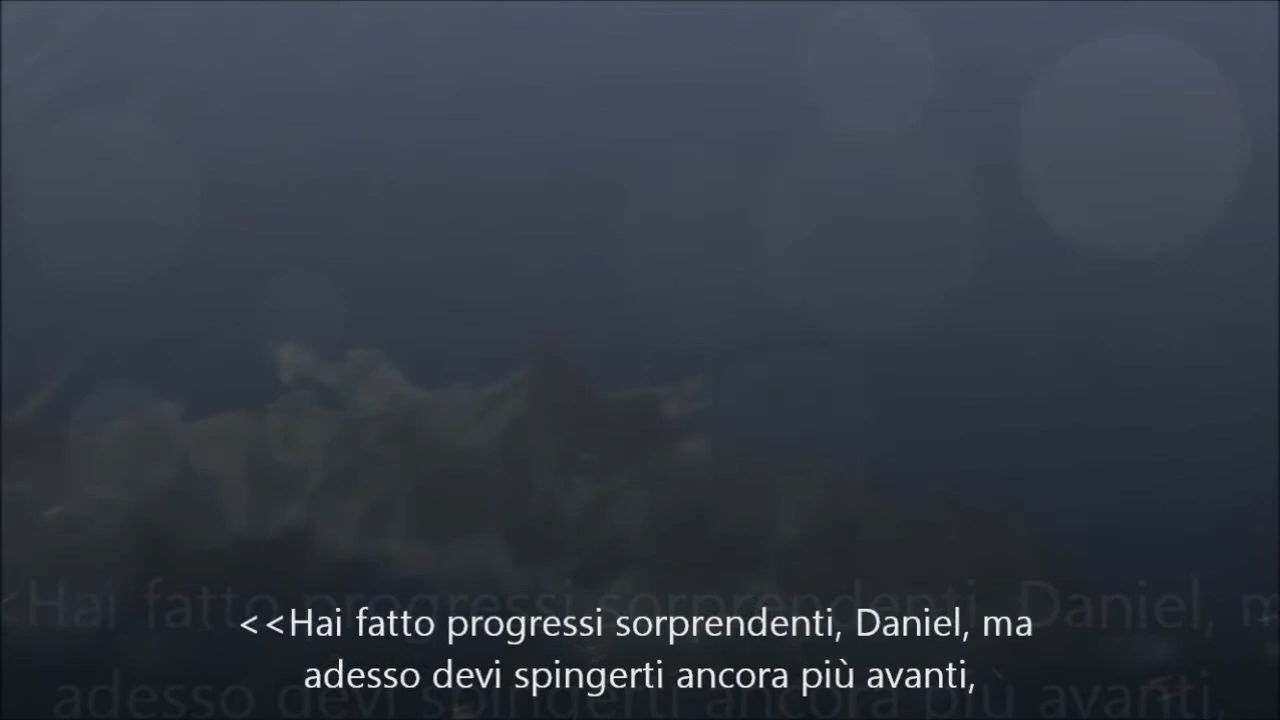 <<Hai fatto progressi sorprendenti, Daniel, ma
adesso devi spingerti ancora più avanti,